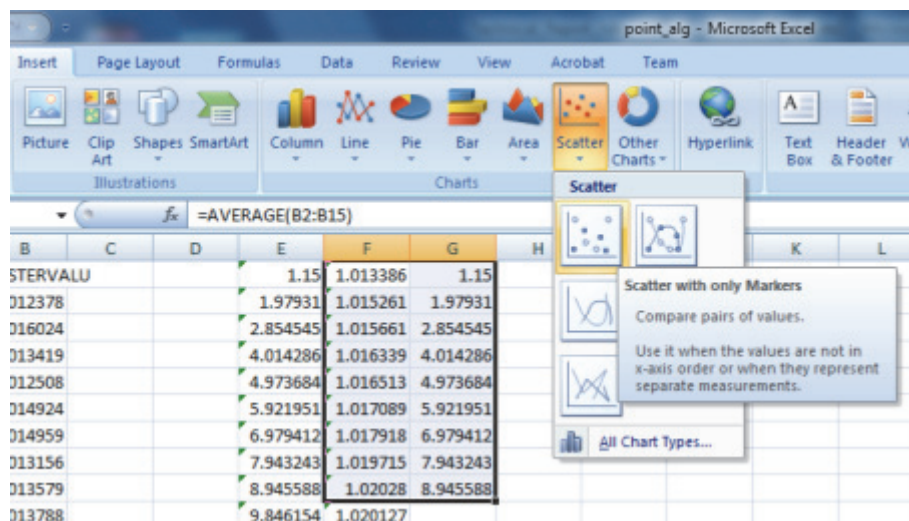 point_alg - Microsoft Excel
Insert Page Layout Formulas Data Review View Acrobat Team
Picture Clip Art Shapes SmartArt Column Line Pie Bar Area Scatter Other Charts Hyperlink Text Box Header & Footer
Illustrations Charts
fx =AVERAGE(B2:B15)
Scatter
B C D E F G H K L
STERVALU 1.15 1.013386 1.15
012378 1.97931 1.015261 1.97931
016024 2.854545 1.015661 2.854545
013419 4.014286 1.016339 4.014286
012508 4.973684 1.016513 4.973684
014924 5.921951 1.017089 5.921951
014959 6.979412 1.017918 6.979412
013156 7.943243 1.019715 7.943243
013579 8.945588 1.02028 8.945588
013788 9.846154 1.020127
Scatter with only Markers
Compare pairs of values.
Use it when the values are not in
x-axis order or when they represent
separate measurements.
All Chart Types...